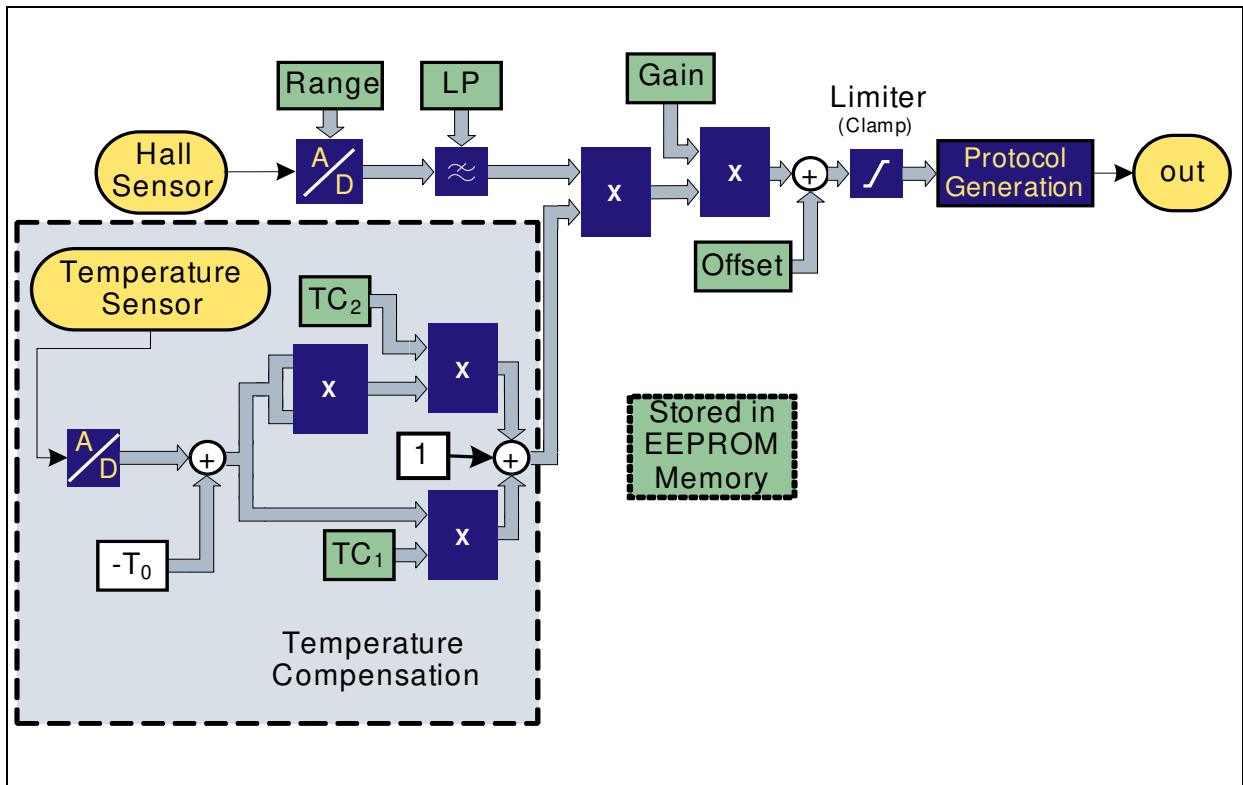 Range
LP
Gain
Limiter
(Clamp)
Hall
Sensor
A
D
X
X
Protocol
Generation
out
+
Offset
Temperature
Sensor
TC₂
X
X
Stored in
EEPROM
Memory
A
D
+
1
+
X
TC₁
-T₀
Temperature
Compensation